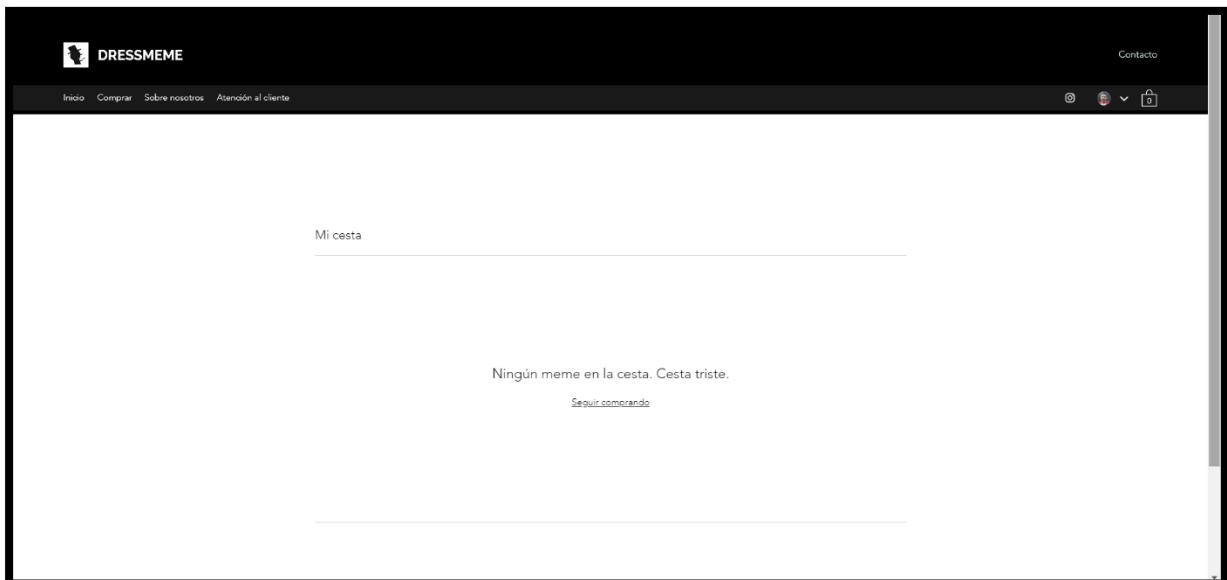 DRESSMEME
Contacto
Inicio Comprar Sobre nosotros Atención al cliente
0
Mi cesta
Ningún meme en la cesta. Cesta triste.
Seguir comprando